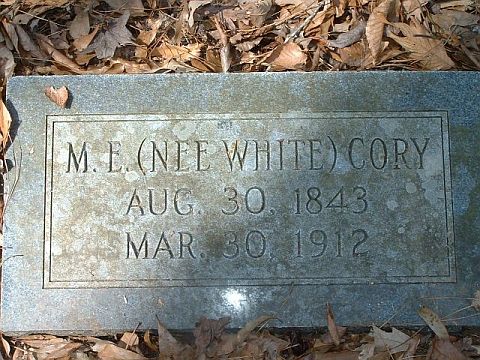 M. E. (NEE WHITE) CORY
AUG. 30, 1843
MAR. 30, 1912